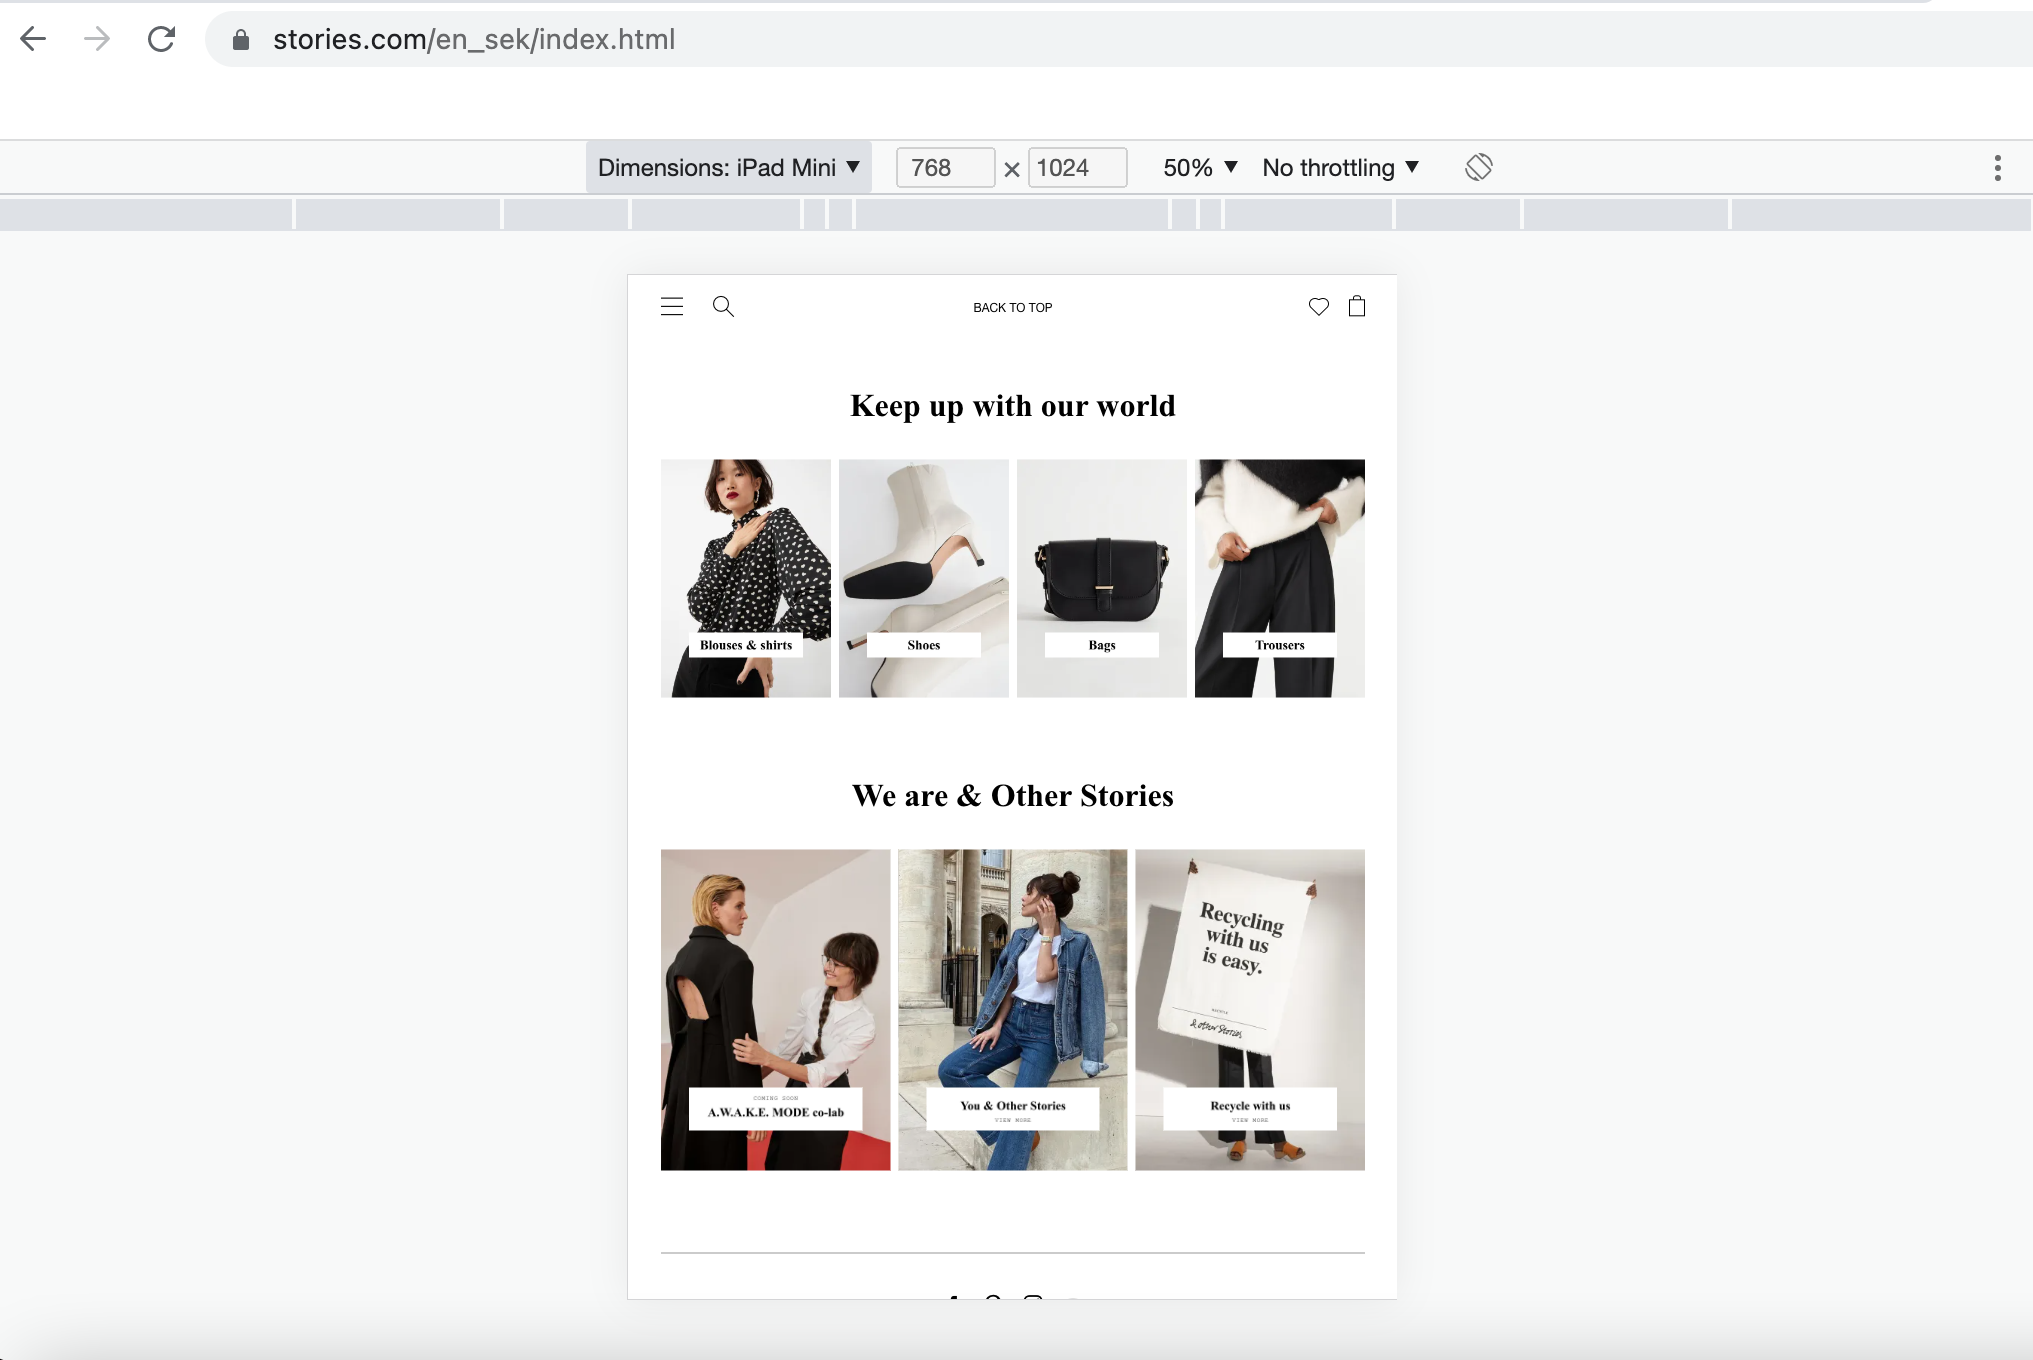 stories.com/en_sek/index.html
Dimensions: iPad Mini ▼ 768 × 1024 50% ▼ No throttling ▼
BACK TO TOP
Keep up with our world
Blouses & shirts
Shoes
Bags
Trousers
We are & Other Stories
COMING SOON
A.W.A.K.E. MODE co-lab
You & Other Stories
VIEW MORE
Recycling
with us
is easy.
& other Stories
Recycle with us
VIEW MORE